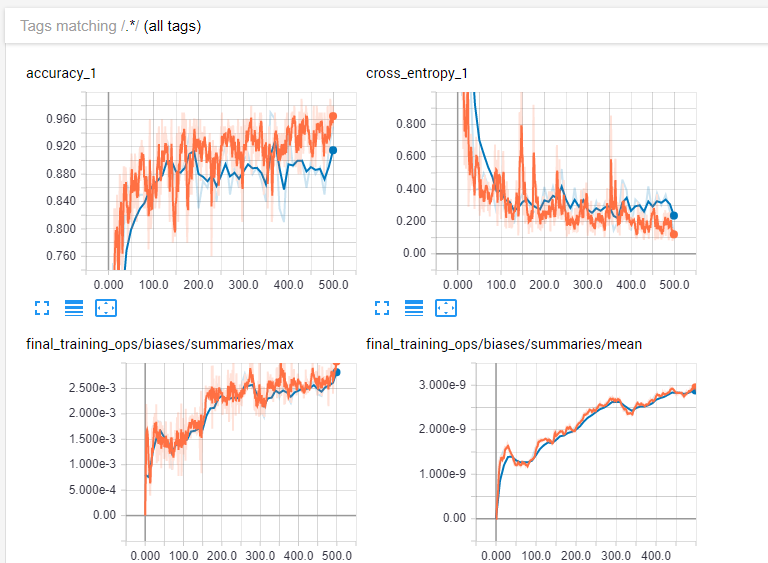 Tags matching /.*/ (all tags)
accuracy_1
cross_entropy_1
0.960
0.920
0.880
0.840
0.800
0.760
0.000 100.0 200.0 300.0 400.0 500.0
0.800
0.600
0.400
0.200
0.00
0.000 100.0 200.0 300.0 400.0 500.0
final_training_ops/biases/summaries/max
final_training_ops/biases/summaries/mean
2.500e-3
2.000e-3
1.500e-3
1.000e-3
5.000e-4
0.00
0.000 100.0 200.0 300.0 400.0 500.0
3.000e-9
2.000e-9
1.000e-9
0.00
0.000 100.0 200.0 300.0 400.0